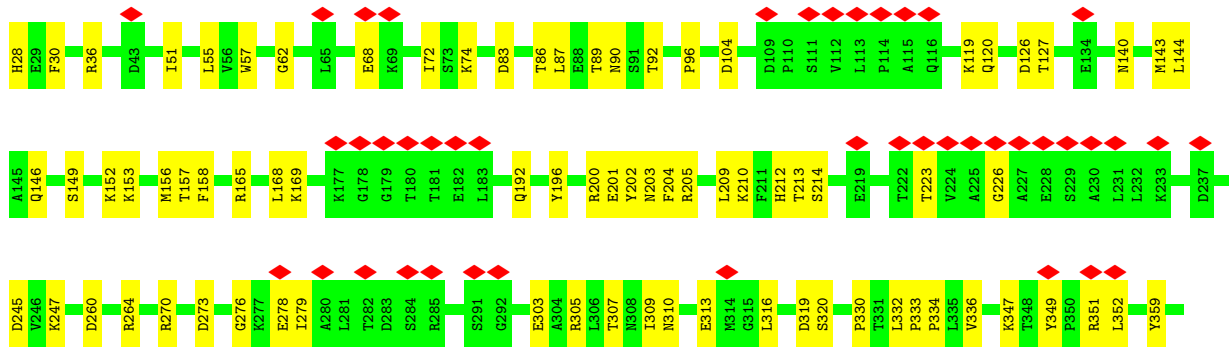 H28 E29 F30 R36 D43 I51 L55 V56 W57 G62 L65 E68 K69 I72 S73 K74 D83 T86 L87 E88 T89 N90 S91 T92 P96 D104 D109 P110 S111 V112 L113 P114 A115 Q116 K119 Q120 D126 T127 E134 N140 M143 L144
A145 Q146 S149 K152 K153 M156 T157 F158 R165 L168 K169 K177 G178 G179 T180 T181 E182 L183 Q192 Y196 R200 E201 Y202 N203 F204 R205 L209 K210 F211 H212 T213 S214 E219 T222 T223 V224 A225 G226 A227 E228 S229 A230 L231 L232 K233 D237
D245 V246 K247 D260 R264 R270 D273 G276 K277 E278 I279 A280 L281 T282 D283 S284 R285 S291 G292 E303 A304 R305 L306 T307 N308 I309 N310 E313 M314 G315 L316 D319 S320 P330 T331 L332 P333 P334 L335 V336 K347 T348 Y349 P350 R351 L352 Y359